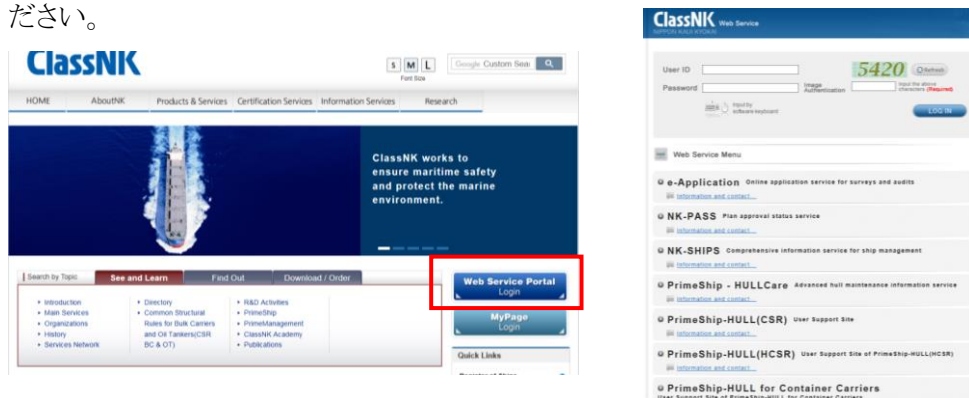 ださい。
ClassNK
S M L
Font Size
Google Custom Sear
HOME AboutNK Products & Services Certification Services Information Services Research
ClassNK works to
ensure maritime safety
and protect the marine
environment.
Search by Topic See and Learn Find Out Download / Order
Introduction
Main Services
Organizations
History
Services Network
Directory
Common Structural
Rules for Bulk Carriers
and Oil Tankers(CSR
BC & OT)
R&D Activities
PrimeShip
PrimeManagement
ClassNK Academy
Publications
Web Service Portal
Login
MyPage
Login
Quick Links
ClassNK Web Service
NIPPON KAIJI KYOKAI
User ID
5420 Refresh
Password
Image
Authentication
Input the above
characters (Required)
Input by
software keyboard
LOG IN
Web Service Menu
e-Application Online application service for surveys and audits
Information and contact...
NK-PASS Plan approval status service
Information and contact...
NK-SHIPS Comprehensive information service for ship management
Information and contact...
PrimeShip - HULLCare Advanced hull maintenance information service
Information and contact...
PrimeShip-HULL(CSR) User Support Site
Information and contact...
PrimeShip-HULL(HCSR) User Support Site of PrimeShip-HULL(HCSR)
Information and contact...
PrimeShip-HULL for Container Carriers
User Support Site of PrimeShip-HULL for Container Carriers